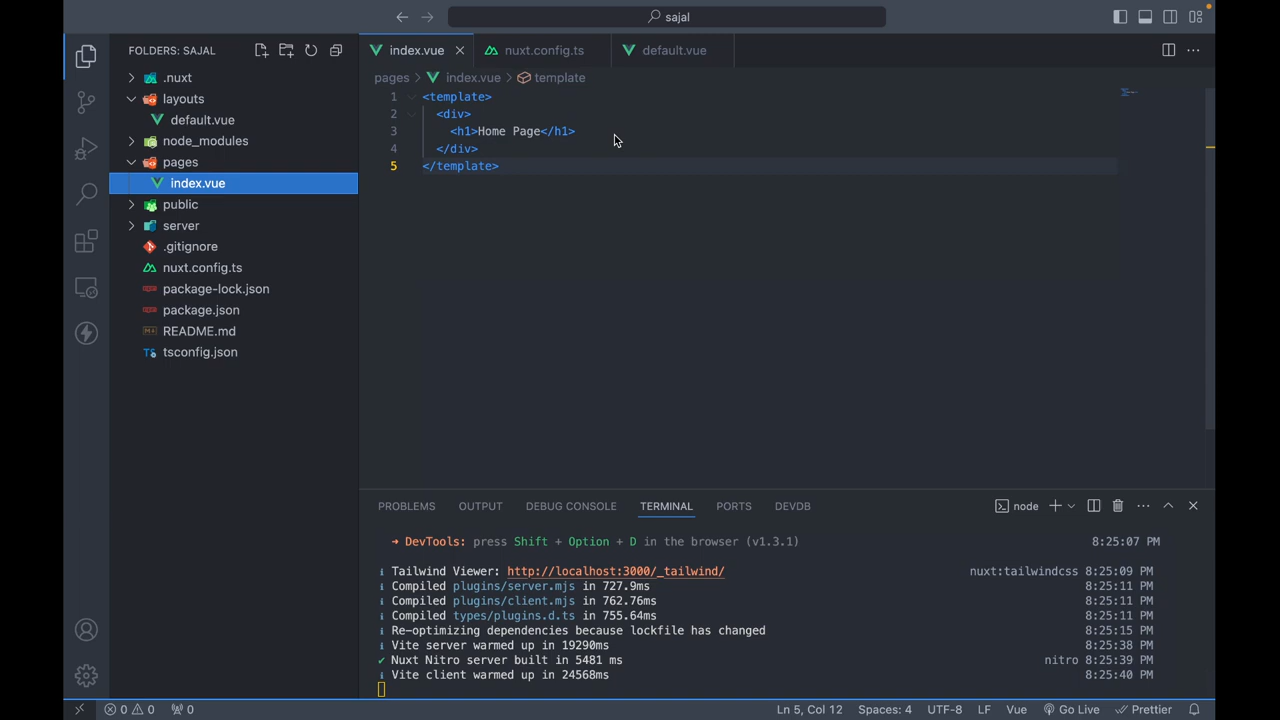 sajal
FOLDERS: SAJAL
.nuxt
layouts
default.vue
node_modules
pages
index.vue
public
server
.gitignore
nuxt.config.ts
package-lock.json
package.json
README.md
TS tsconfig.json
index.vue
nuxt.config.ts
default.vue
pages > index.vue > template
1 <template>
2 <div>
3 <h1>Home Page</h1>
4 </div>
5 </template>
PROBLEMS OUTPUT DEBUG CONSOLE TERMINAL PORTS DEVDB node
➜ DevTools: press Shift + Option + D in the browser (v1.3.1) 8:25:07 PM
ℹ Tailwind Viewer: http://localhost:3000/_tailwind/ nuxt:tailwindcss 8:25:09 PM
ℹ Compiled plugins/server.mjs in 727.9ms 8:25:11 PM
ℹ Compiled plugins/client.mjs in 762.76ms 8:25:11 PM
ℹ Compiled types/plugins.d.ts in 755.64ms 8:25:11 PM
ℹ Re-optimizing dependencies because lockfile has changed 8:25:15 PM
ℹ Vite server warmed up in 19290ms 8:25:38 PM
✔ Nuxt Nitro server built in 5481 ms nitro 8:25:39 PM
ℹ Vite client warmed up in 24568ms 8:25:40 PM
0 0 0 Ln 5, Col 12 Spaces: 4 UTF-8 LF Vue Go Live Prettier